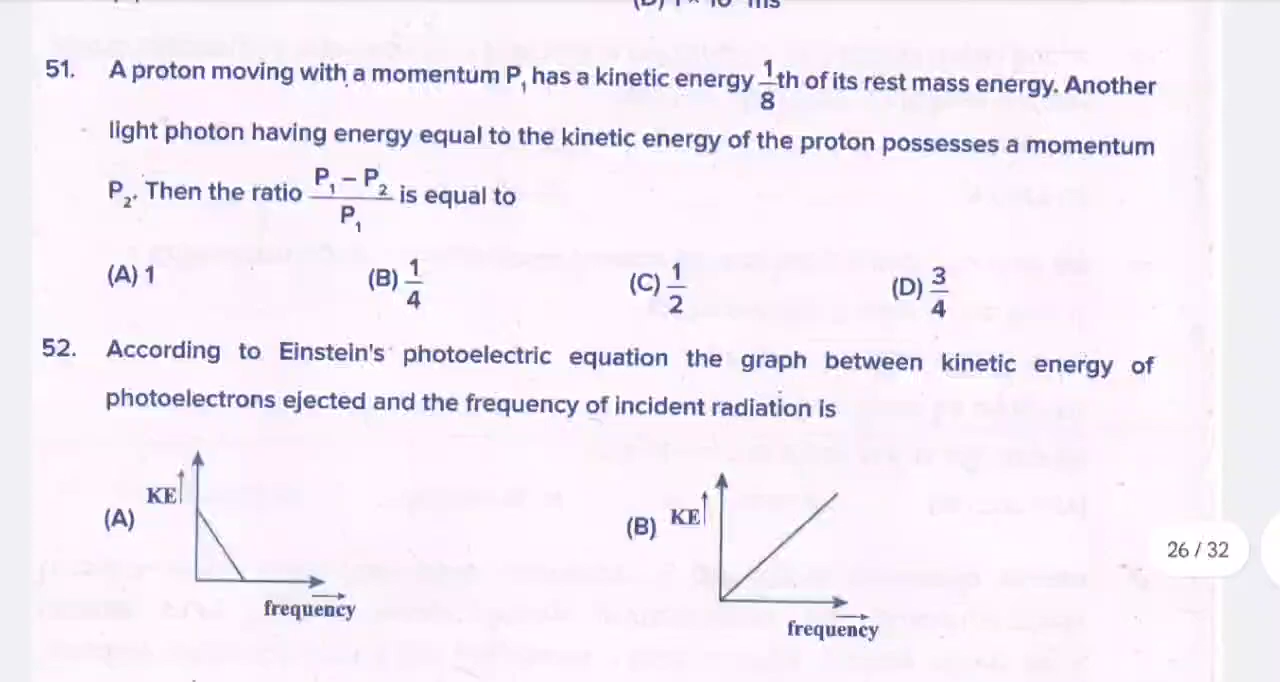 51. A proton moving with a momentum P₁ has a kinetic energy 1/8 th of its rest mass energy. Another
light photon having energy equal to the kinetic energy of the proton possesses a momentum
P₂. Then the ratio (P₁ – P₂)/P₁ is equal to
(A) 1 (B) 1/4 (C) 1/2 (D) 3/4
52. According to Einstein's photoelectric equation the graph between kinetic energy of
photoelectrons ejected and the frequency of incident radiation is
(A) KE frequency
(B) KE frequency
26 / 32